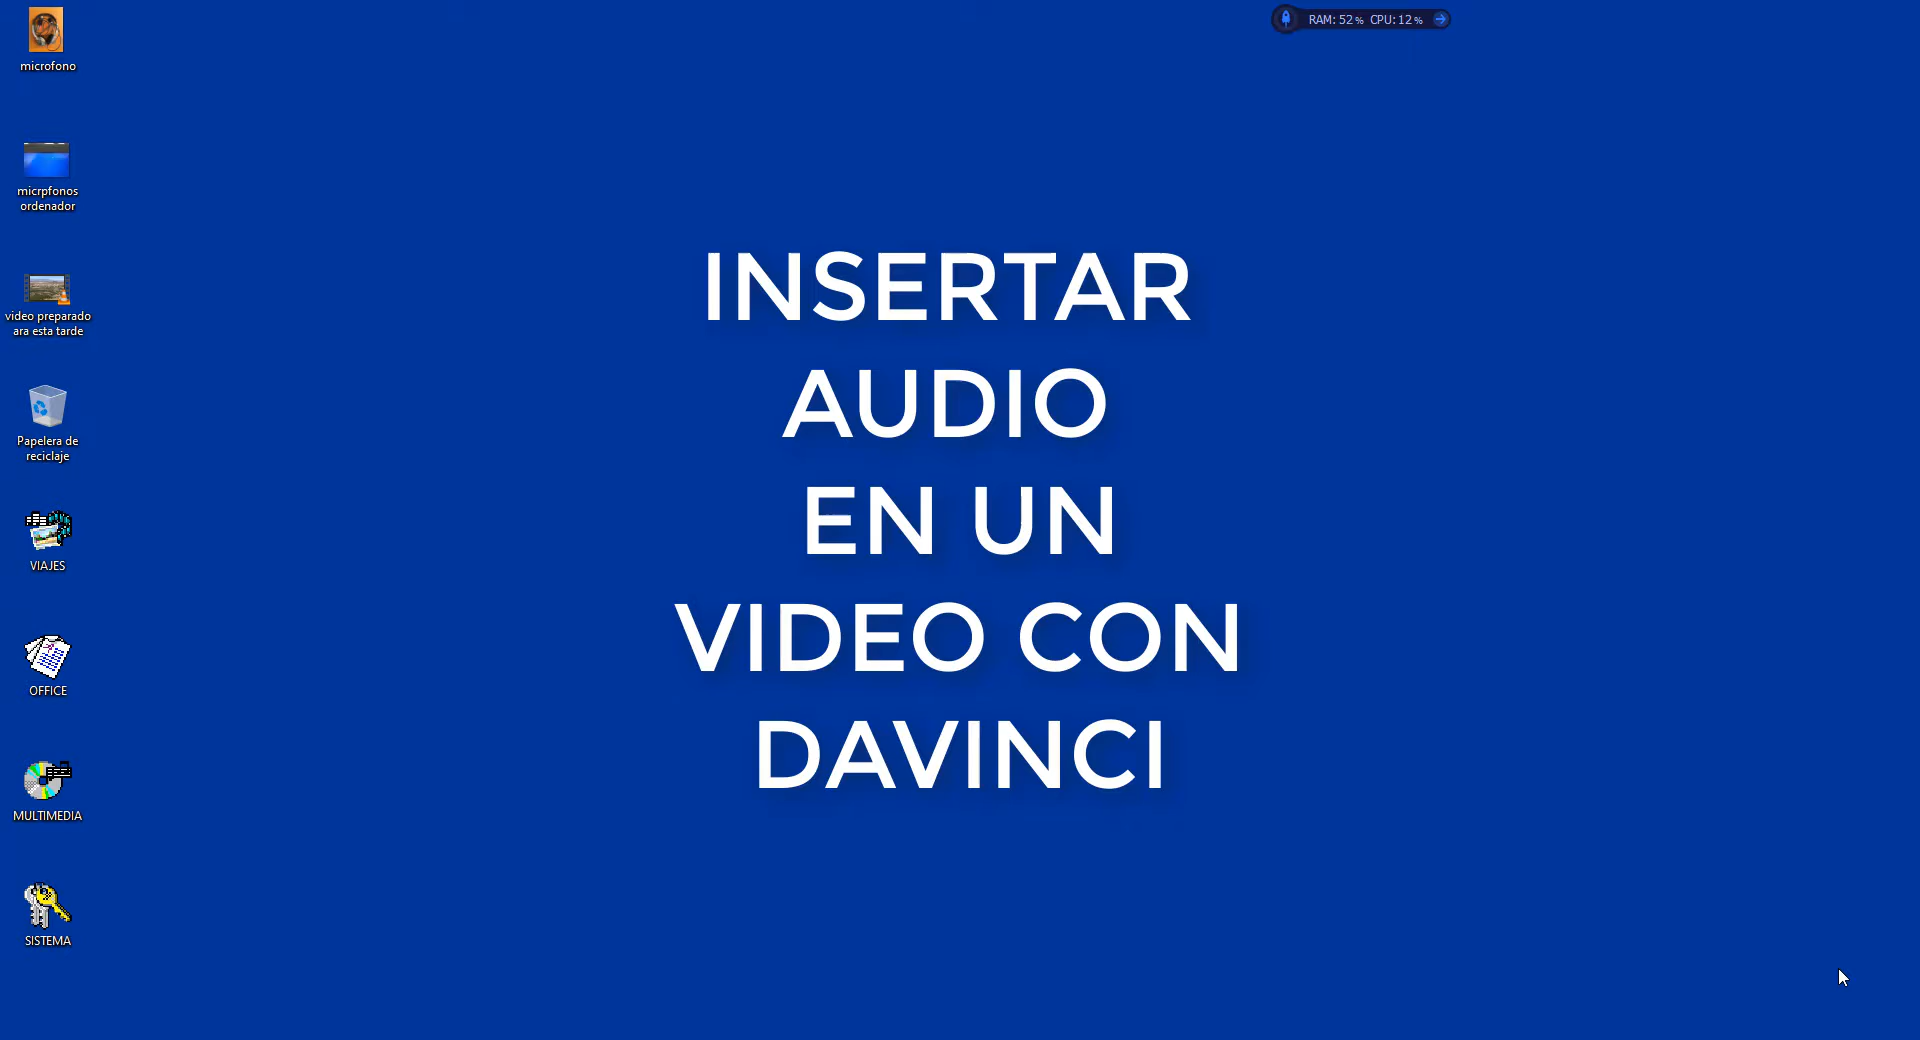 microfono
RAM: 52% CPU: 12%
micrpfonos
ordenador
video preparado
ara esta tarde
Papelera de
reciclaje
VIAJES
OFFICE
MULTIMEDIA
SISTEMA
INSERTAR
AUDIO
EN UN
VIDEO CON
DAVINCI